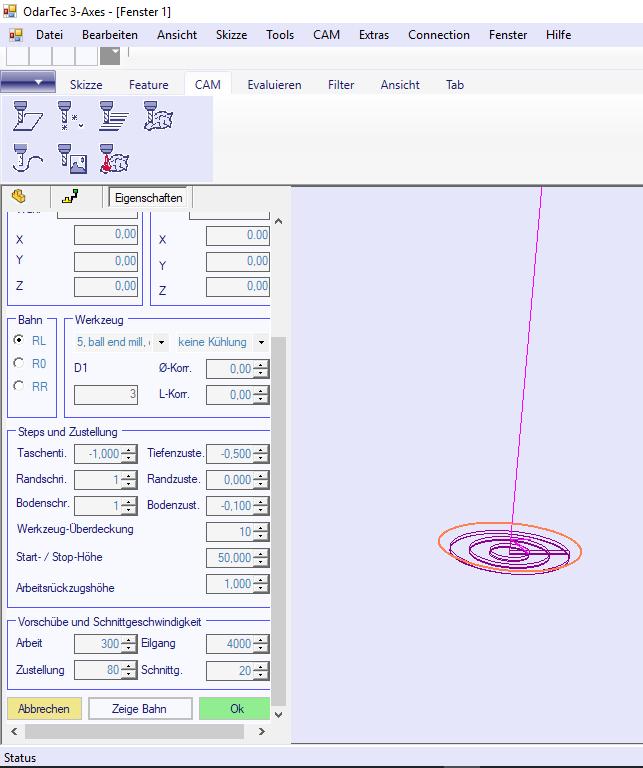 OdarTec 3-Axes - [Fenster 1]
Datei Bearbeiten Ansicht Skizze Tools CAM Extras Connection Fenster Hilfe
Skizze Feature CAM Evaluieren Filter Ansicht Tab
Eigenschaften
X 0,00 X 0.00
Y 0,00 Y 0,00
Z 0,00 Z 0,00
Bahn Werkzeug
RL 5, ball end mill, keine Kühlung
R0 D1 Ø-Korr. 0,00
RR 3 L-Korr. 0,00
Steps und Zustellung
Taschenti. -1,000 Tiefenzuste. -0,500
Randschri. 1 Randzuste. 0,000
Bodenschr. 1 Bodenzust. -0,100
Werkzeug-Überdeckung 10
Start- / Stop-Höhe 50,000
Arbeitsrückzugshöhe 1,000
Vorschübe und Schnittgeschwindigkeit
Arbeit 300 Eilgang 4000
Zustellung 80 Schnittg. 20
Abbrechen Zeige Bahn Ok
Status